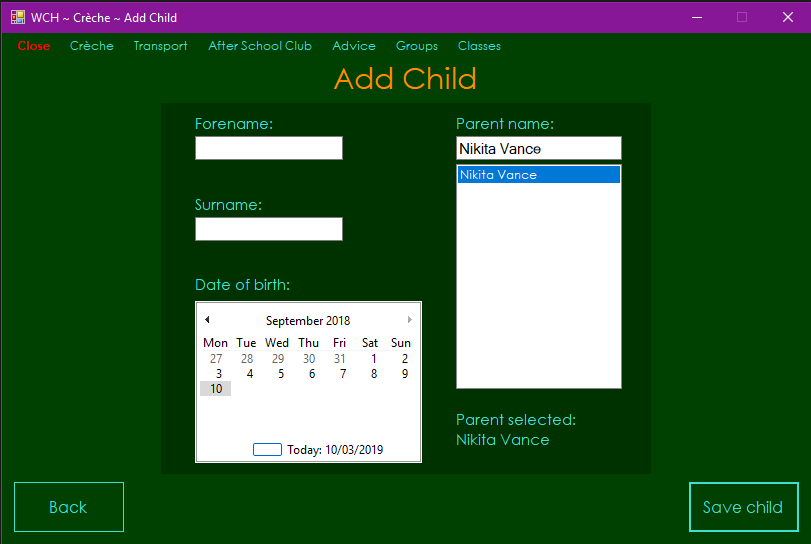 WCH ~ Crèche ~ Add Child
Close Crèche Transport After School Club Advice Groups Classes
Add Child
Forename:
Surname:
Date of birth:
September 2018
Mon Tue Wed Thu Fri Sat Sun
27 28 29 30 31 1 2
3 4 5 6 7 8 9
10
Today: 10/03/2019
Parent name:
Nikita Vance
Nikita Vance
Parent selected:
Nikita Vance
Back
Save child